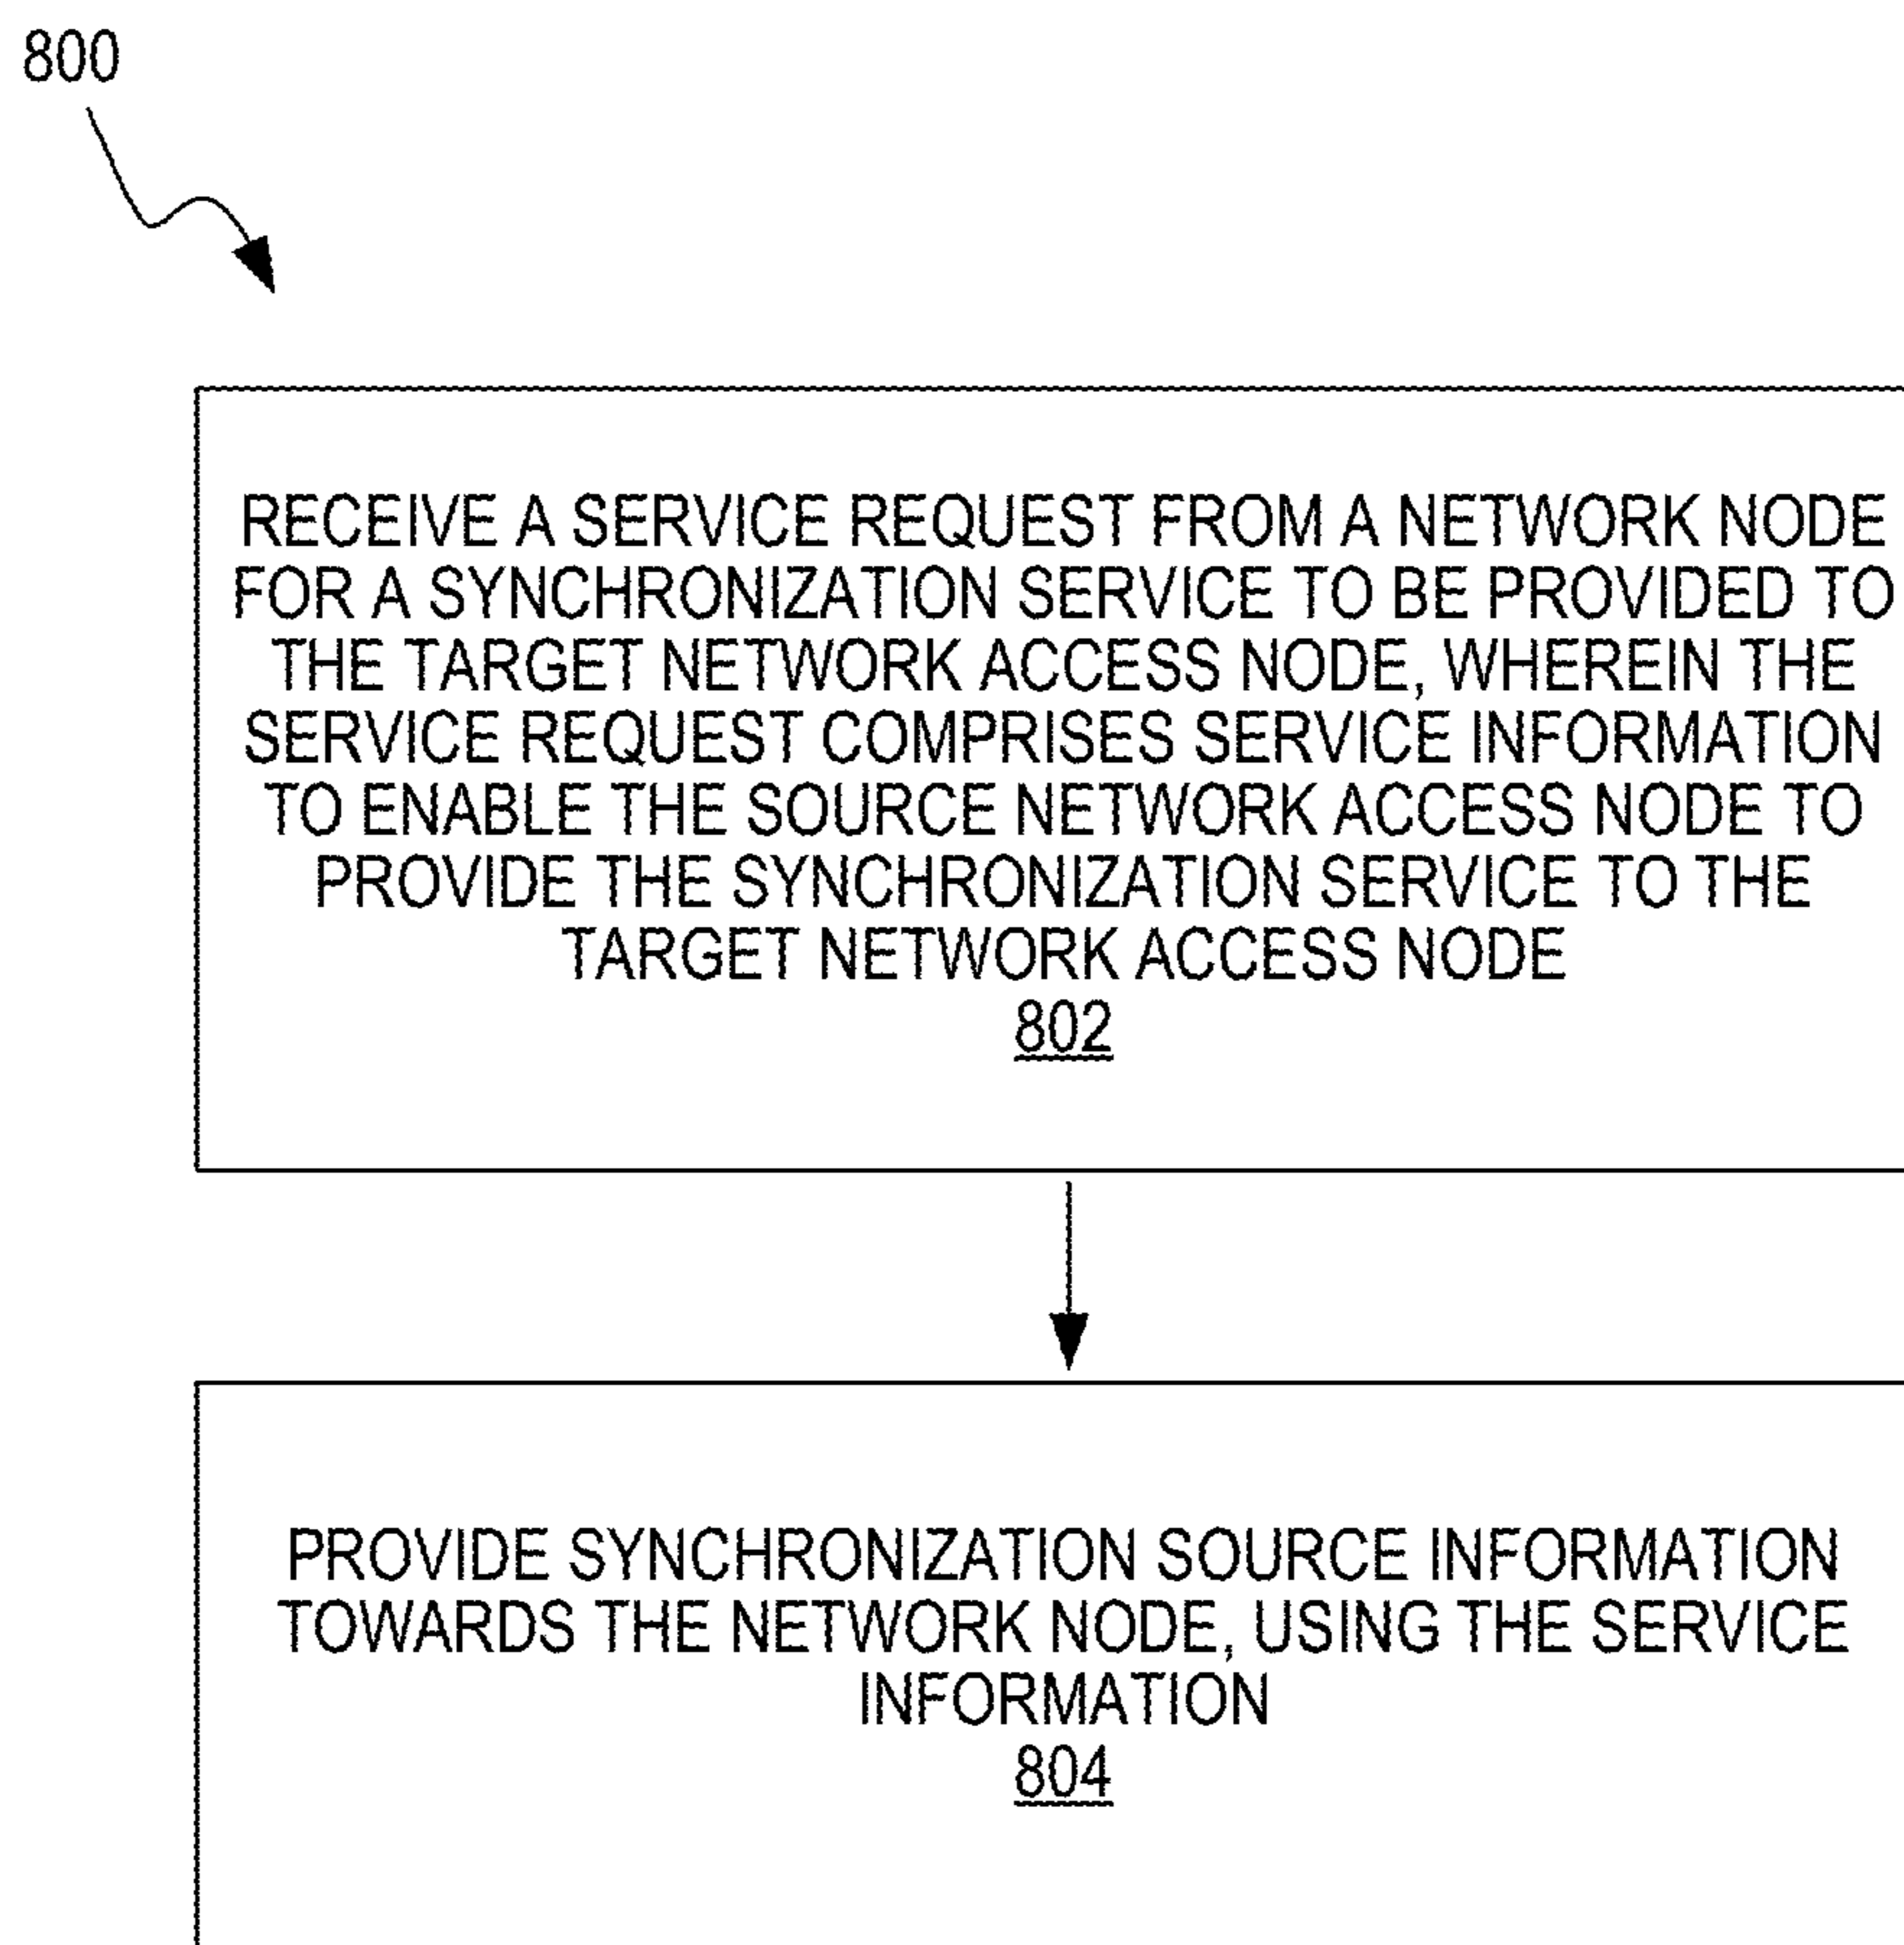 800
RECEIVE A SERVICE REQUEST FROM A NETWORK NODE
FOR A SYNCHRONIZATION SERVICE TO BE PROVIDED TO
THE TARGET NETWORK ACCESS NODE, WHEREIN THE
SERVICE REQUEST COMPRISES SERVICE INFORMATION
TO ENABLE THE SOURCE NETWORK ACCESS NODE TO
PROVIDE THE SYNCHRONIZATION SERVICE TO THE
TARGET NETWORK ACCESS NODE
802
PROVIDE SYNCHRONIZATION SOURCE INFORMATION
TOWARDS THE NETWORK NODE, USING THE SERVICE
INFORMATION
804